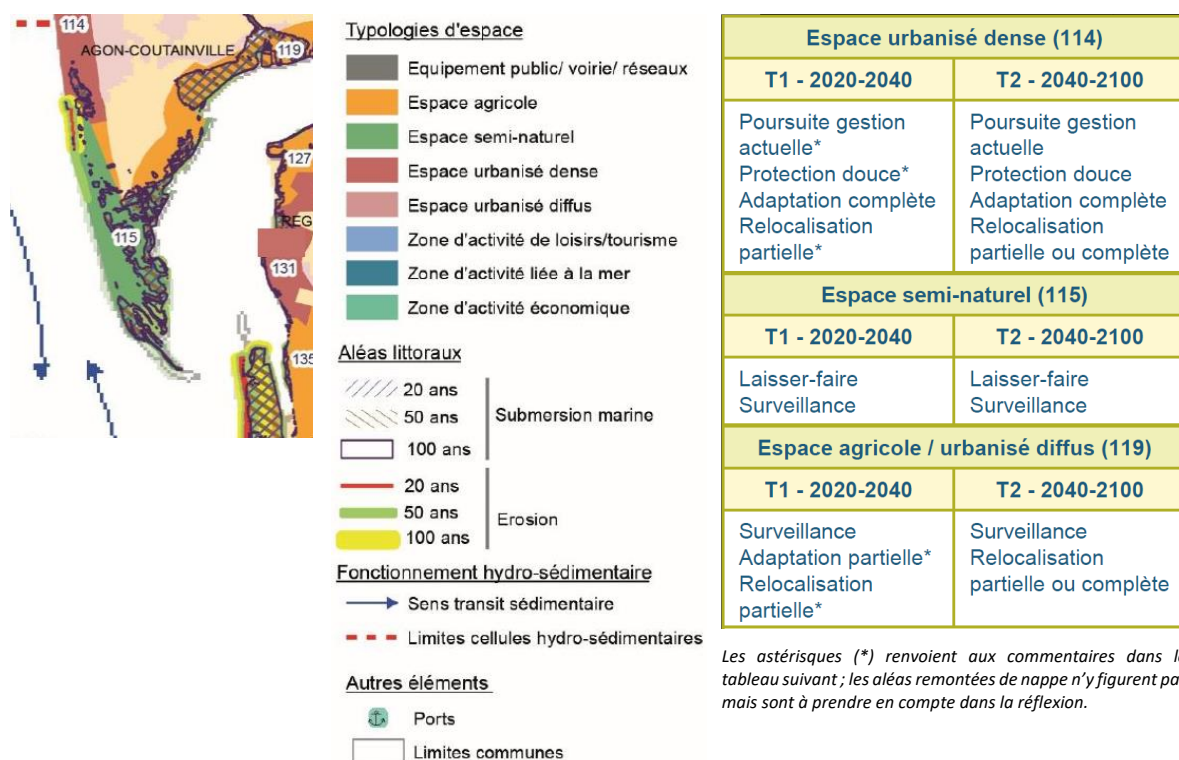 114
AGON-COUTAINVILLE
119
127
REG
115
131
135
Typologies d'espace
Equipement public/ voirie/ réseaux
Espace agricole
Espace semi-naturel
Espace urbanisé dense
Espace urbanisé diffus
Zone d'activité de loisirs/tourisme
Zone d'activité liée à la mer
Zone d'activité économique
Aléas littoraux
20 ans
50 ans
100 ans
Submersion marine
20 ans
50 ans
100 ans
Erosion
Fonctionnement hydro-sédimentaire
Sens transit sédimentaire
Limites cellules hydro-sédimentaires
Autres éléments
Ports
Limites communes
Espace urbanisé dense (114)
T1 - 2020-2040
T2 - 2040-2100
Poursuite gestion
actuelle*
Protection douce*
Adaptation complète
Relocalisation
partielle*
Poursuite gestion
actuelle
Protection douce
Adaptation complète
Relocalisation
partielle ou complète
Espace semi-naturel (115)
T1 - 2020-2040
T2 - 2040-2100
Laisser-faire
Surveillance
Laisser-faire
Surveillance
Espace agricole / urbanisé diffus (119)
T1 - 2020-2040
T2 - 2040-2100
Surveillance
Adaptation partielle*
Relocalisation
partielle*
Surveillance
Relocalisation
partielle ou complète
Les astérisques (*) renvoient aux commentaires dans l
tableau suivant ; les aléas remontées de nappe n'y figurent pa
mais sont à prendre en compte dans la réflexion.